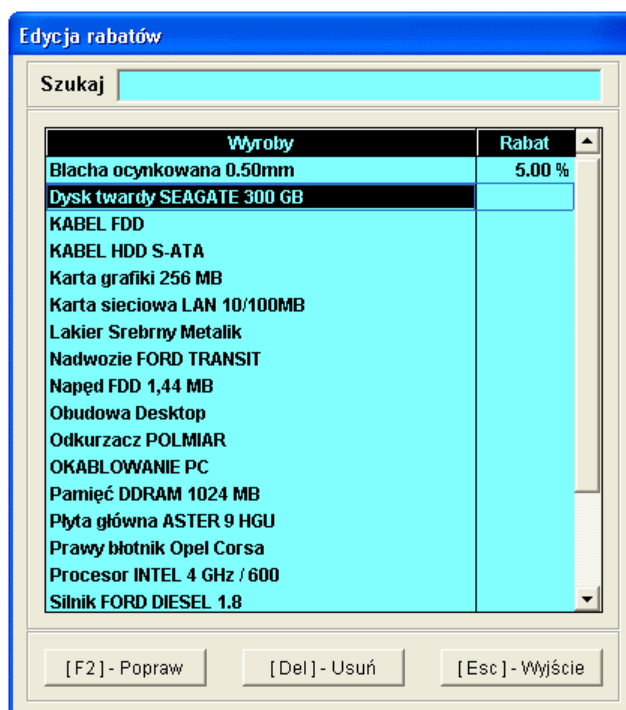 Edycja rabatów
Szukaj
Wyroby Rabat
Blacha ocynkowana 0.50mm 5.00 %
Dysk twardy SEAGATE 300 GB
KABEL FDD
KABEL HDD S-ATA
Karta grafiki 256 MB
Karta sieciowa LAN 10/100MB
Lakier Srebrny Metalik
Nadwozie FORD TRANSIT
Napęd FDD 1,44 MB
Obudowa Desktop
Odkurzacz POLMIAR
OKABLOWANIE PC
Pamięć DDRAM 1024 MB
Płyta główna ASTER 9 HGU
Prawy błotnik Opel Corsa
Procesor INTEL 4 GHz / 600
Silnik FORD DIESEL 1.8
[ F2 ] - Popraw [ Del ] - Usuń [ Esc ] - Wyjście